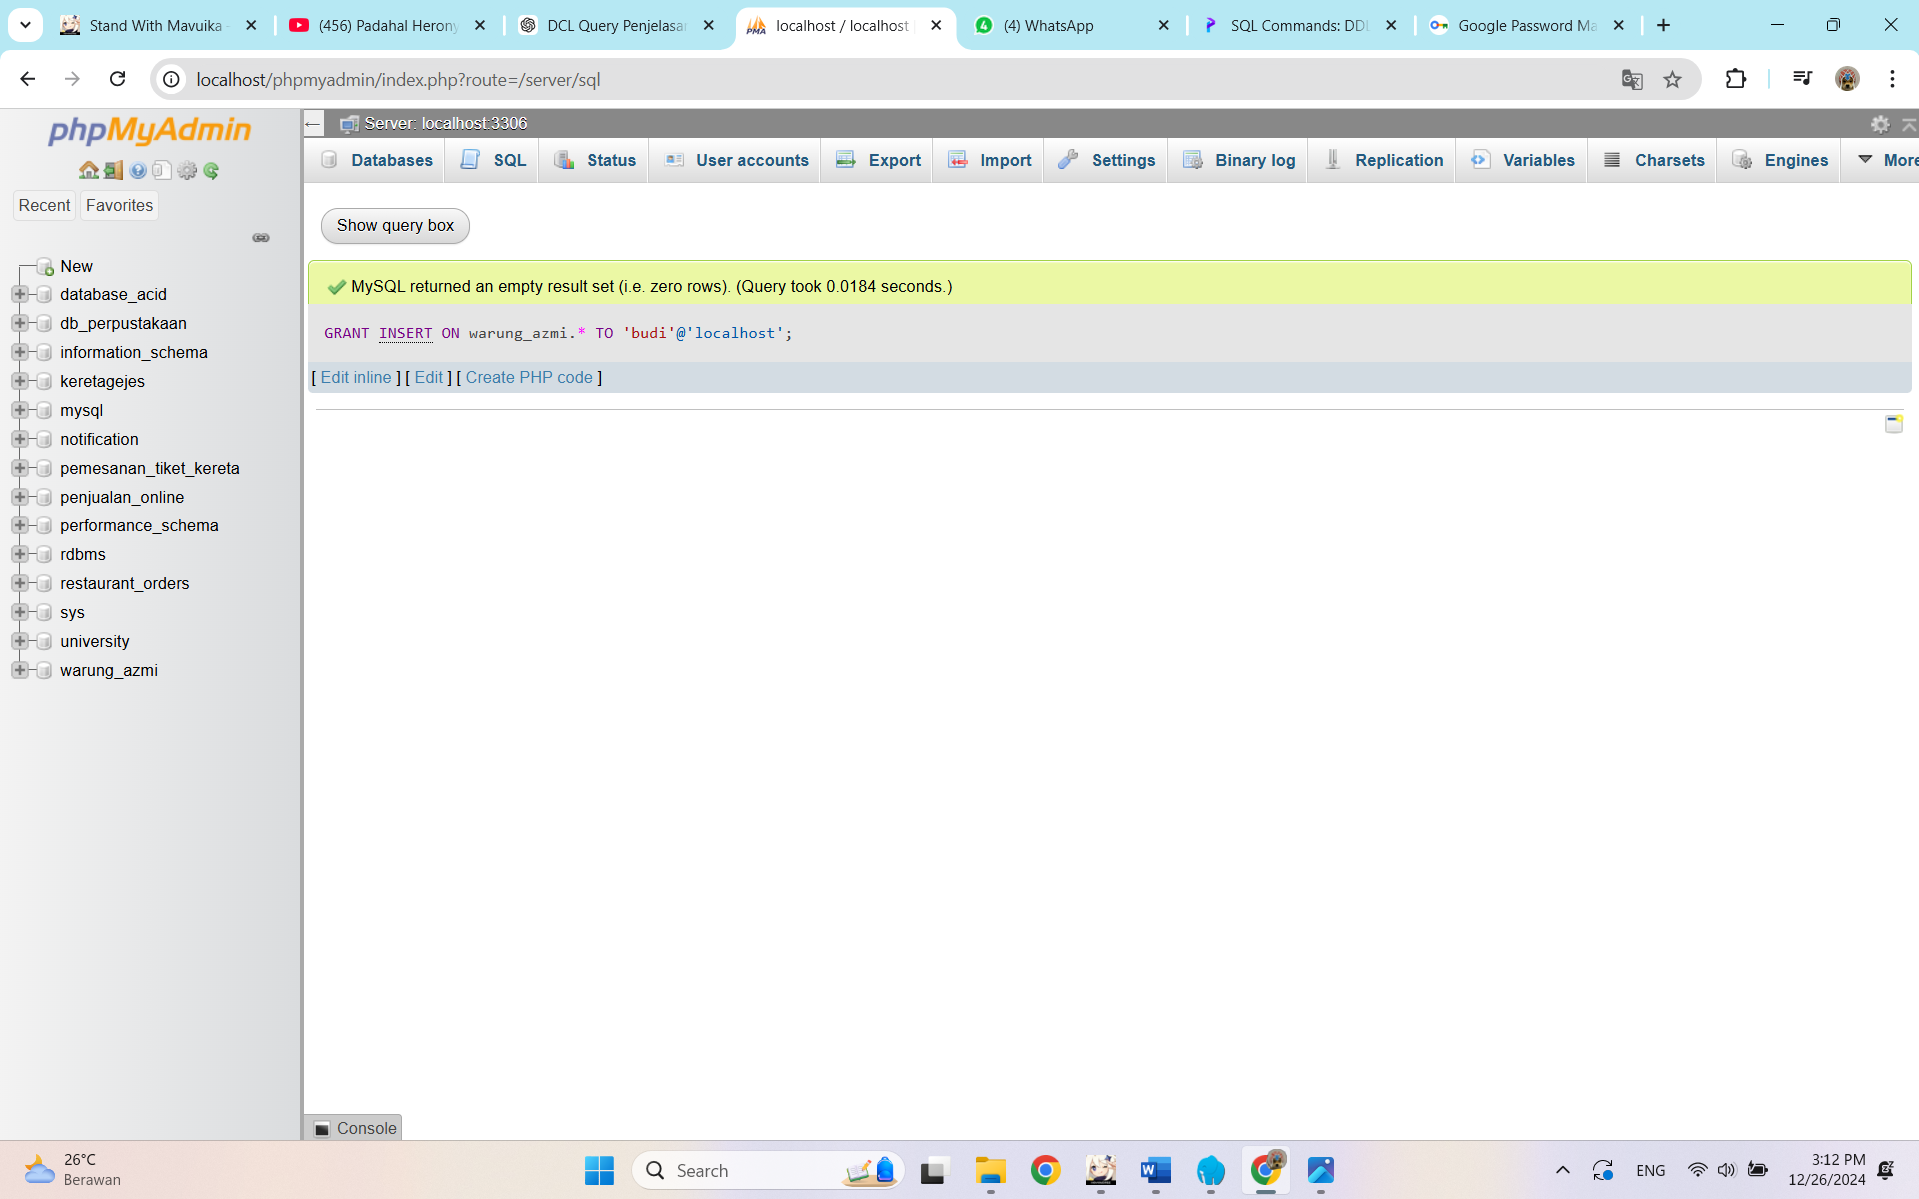 Stand With Mavuika -
(456) Padahal Herony
DCL Query Penjelasan
localhost / localhost
(4) WhatsApp
SQL Commands: DDL
Google Password Ma
localhost/phpmyadmin/index.php?route=/server/sql
phpMyAdmin
Recent
Favorites
New
database_acid
db_perpustakaan
information_schema
keretagejes
mysql
notification
pemesanan_tiket_kereta
penjualan_online
performance_schema
rdbms
restaurant_orders
sys
university
warung_azmi
Server: localhost:3306
Databases
SQL
Status
User accounts
Export
Import
Settings
Binary log
Replication
Variables
Charsets
Engines
More
Show query box
MySQL returned an empty result set (i.e. zero rows). (Query took 0.0184 seconds.)
GRANT INSERT ON warung_azmi.* TO 'budi'@'localhost';
[ Edit inline ] [ Edit ] [ Create PHP code ]
Console
26°C
Berawan
Search
ENG
3:12 PM
12/26/2024